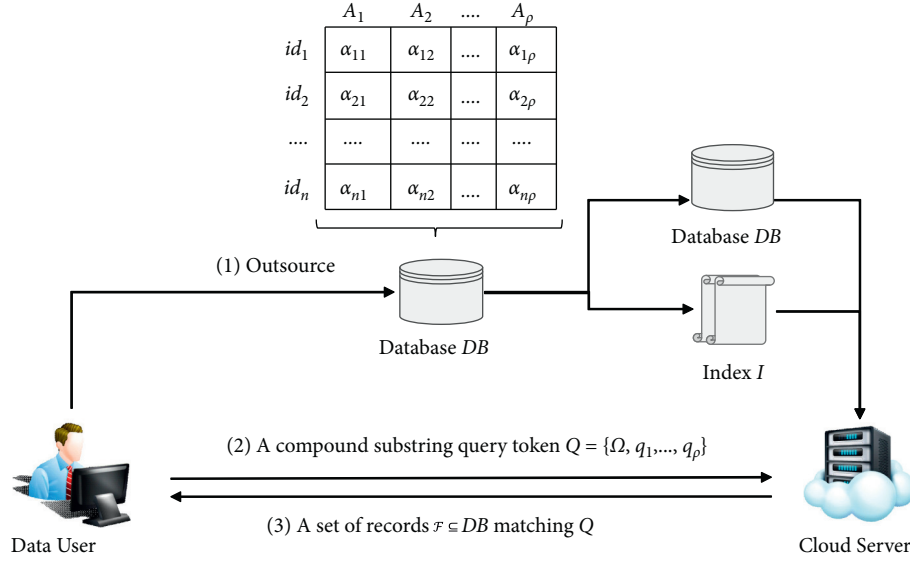 A₁ A₂ .... Aρ
id₁ α₁₁ α₁₂ .... α₁ρ
id₂ α₂₁ α₂₂ .... α₂ρ
.... .... .... .... ....
idₙ αₙ₁ αₙ₂ .... αₙρ
(1) Outsource
Database DB
Database DB
Index I
(2) A compound substring query token Q = {Ω, q₁,..., qρ}
(3) A set of records ℱ ⊆ DB matching Q
Data User
Cloud Server